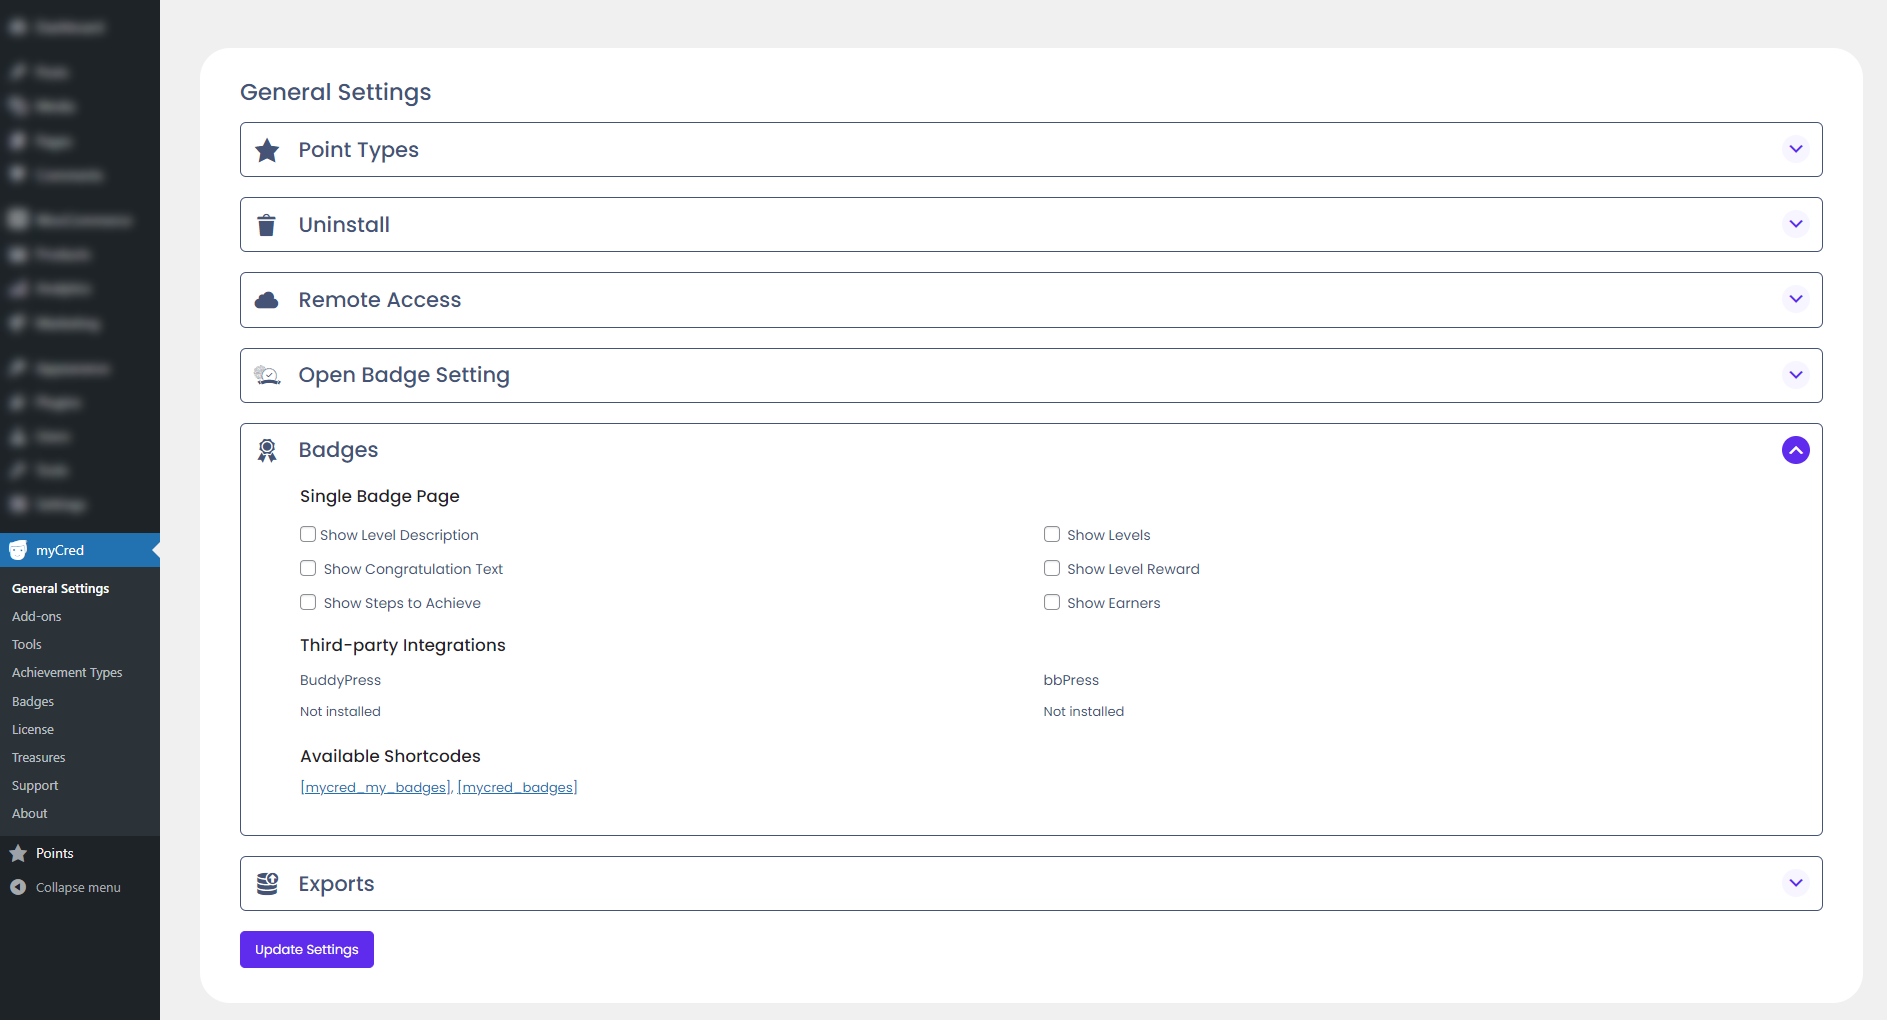 myCred
General Settings
Add-ons
Tools
Achievement Types
Badges
License
Treasures
Support
About
Points
Collapse menu
General Settings
Point Types
Uninstall
Remote Access
Open Badge Setting
Badges
Single Badge Page
Show Level Description
Show Levels
Show Congratulation Text
Show Level Reward
Show Steps to Achieve
Show Earners
Third-party Integrations
BuddyPress
bbPress
Not installed
Not installed
Available Shortcodes
[mycred_my_badges], [mycred_badges]
Exports
Update Settings